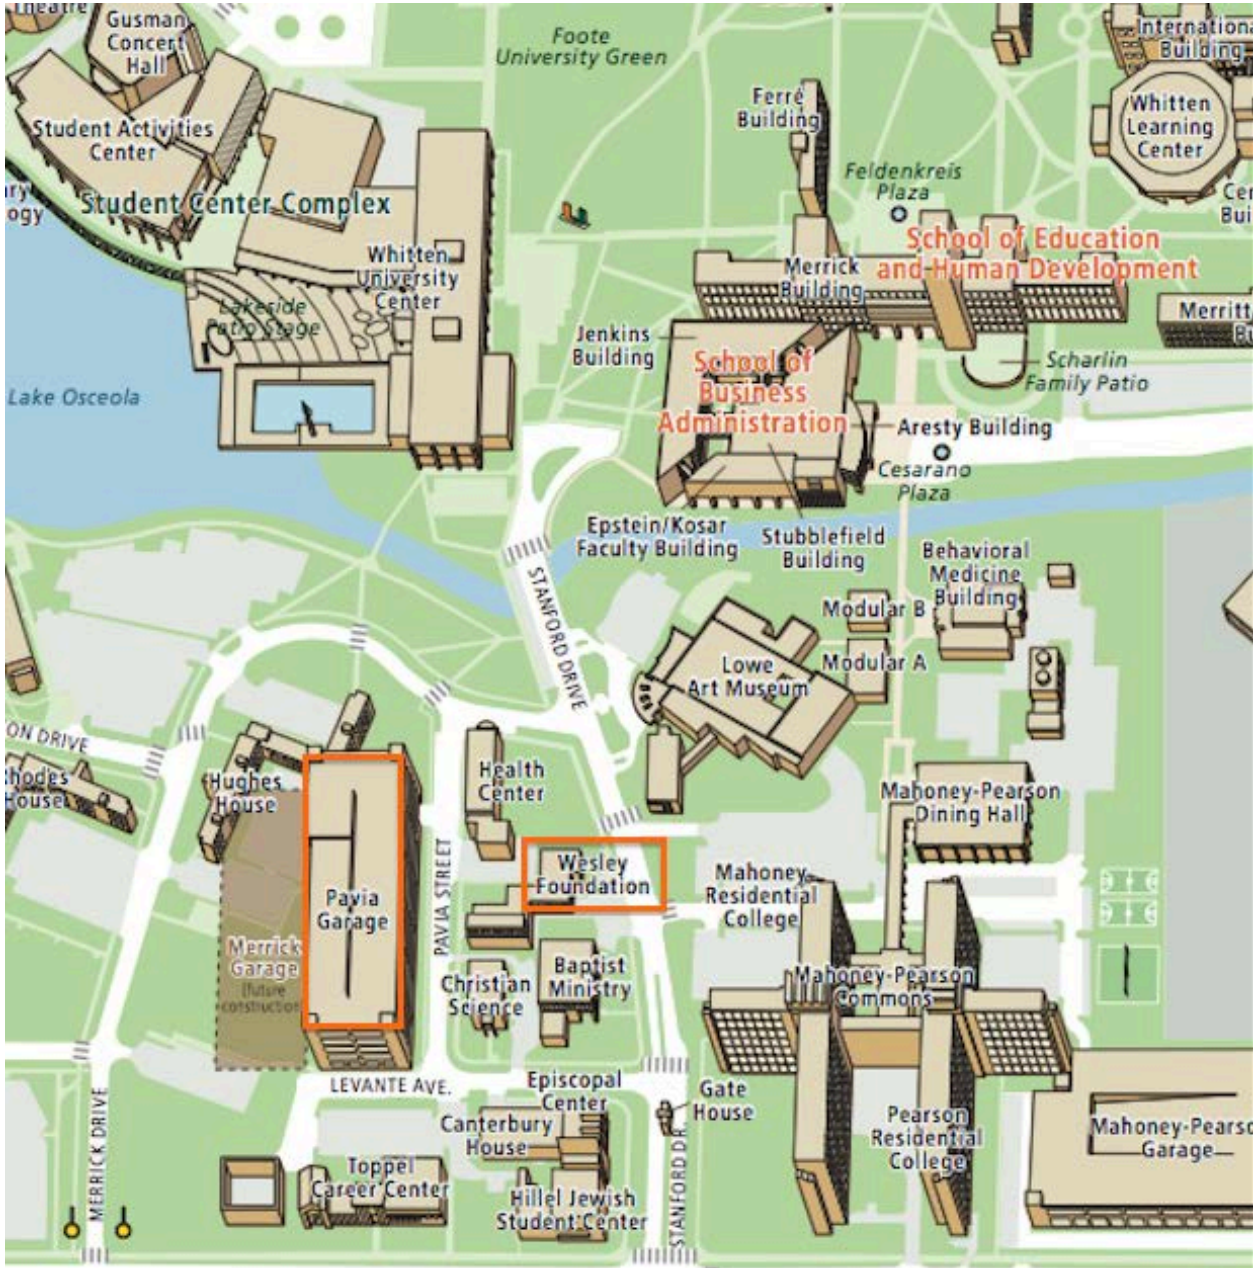 Theatre
Gusman
Concert
Hall
Foote
University Green
International
Building
Ferré
Building
Whitten
Learning
Center
Student Activities
Center
Feldenkreis
Plaza
Student Center Complex
School of Education
and Human Development
Whitten
University
Center
Merrick
Building
Lakeside
Patio Stage
Merritt
Jenkins
Building
School of
Business
Administration
Scharlin
Family Patio
Lake Osceola
Aresty Building
Cesarano
Plaza
Epstein/Kosar
Faculty Building
Stubblefield
Building
Behavioral
Medicine
Building
STANFORD DRIVE
Modular B
Modular A
Lowe
Art Museum
ON DRIVE
Rhodes
House
Hughes
House
Health
Center
Mahoney-Pearson
Dining Hall
PAVIA STREET
Wesley
Foundation
Mahoney
Residential
College
Pavia
Garage
Merrick
Garage
(future
construction)
Christian
Science
Baptist
Ministry
Mahoney-Pearson
Commons
LEVANTE AVE.
Episcopal
Center
Gate
House
MERRICK DRIVE
Canterbury
House
Pearson
Residential
College
Mahoney-Pearso
Garage
Toppel
Career Center
Hillel Jewish
Student Center
STANFORD DR.